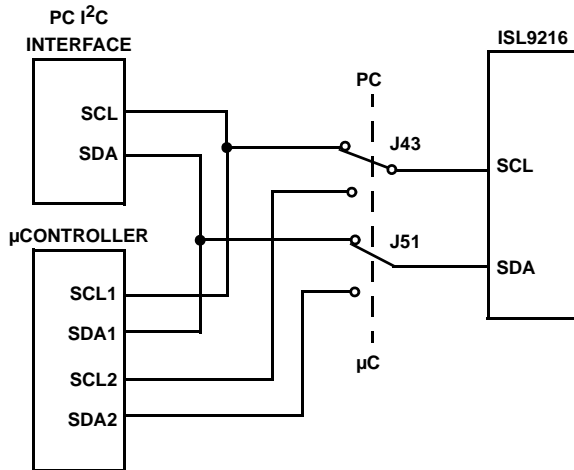 PC I²C
INTERFACE
SCL
SDA
µCONTROLLER
SCL1
SDA1
SCL2
SDA2
PC
J43
J51
µC
ISL9216
SCL
SDA